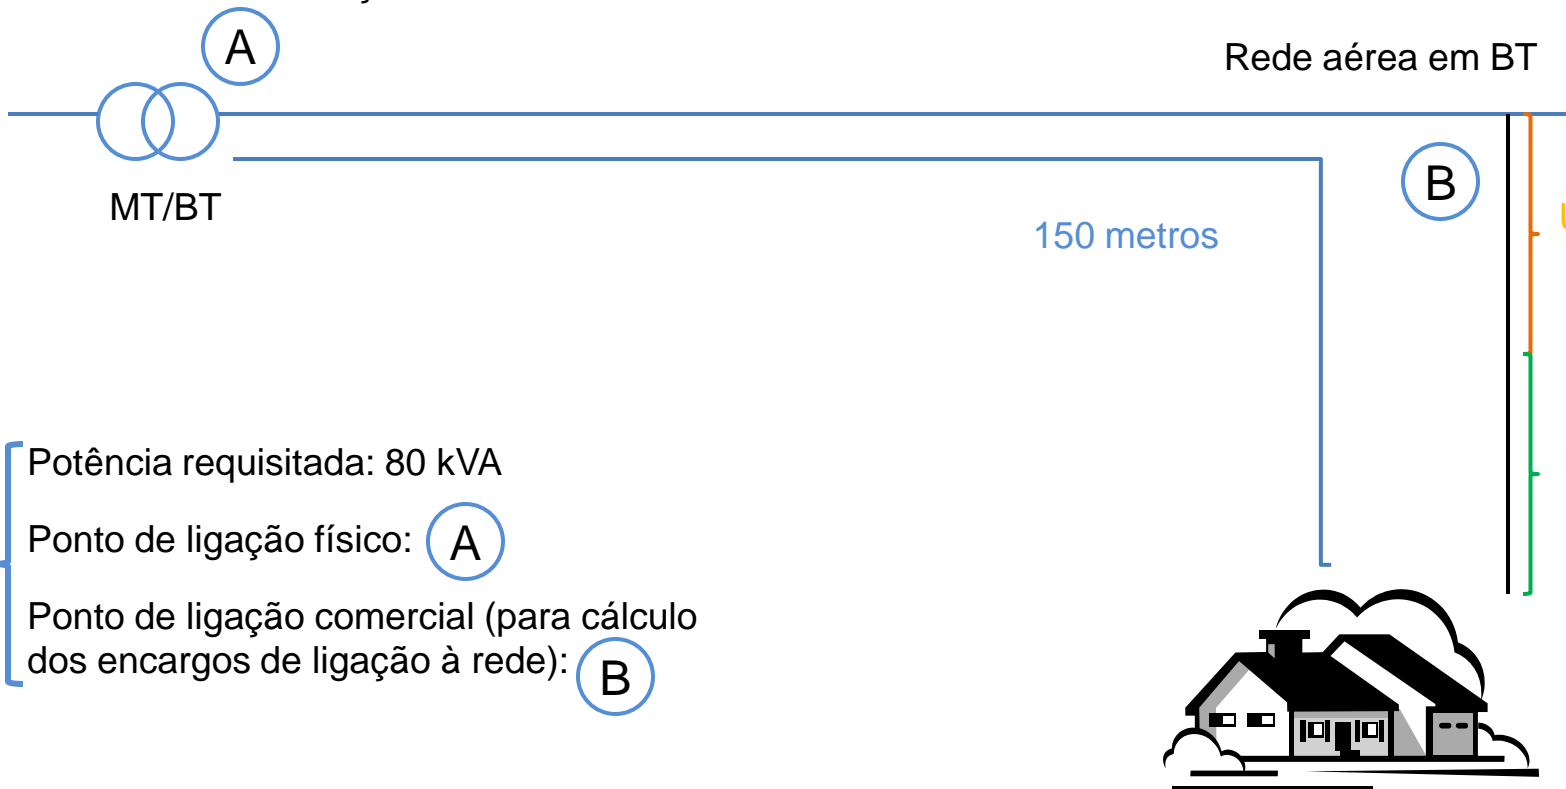 A
Rede aérea em BT
B
MT/BT
150 metros
Potência requisitada: 80 kVA
Ponto de ligação físico: A
Ponto de ligação comercial (para cálculo
dos encargos de ligação à rede): B